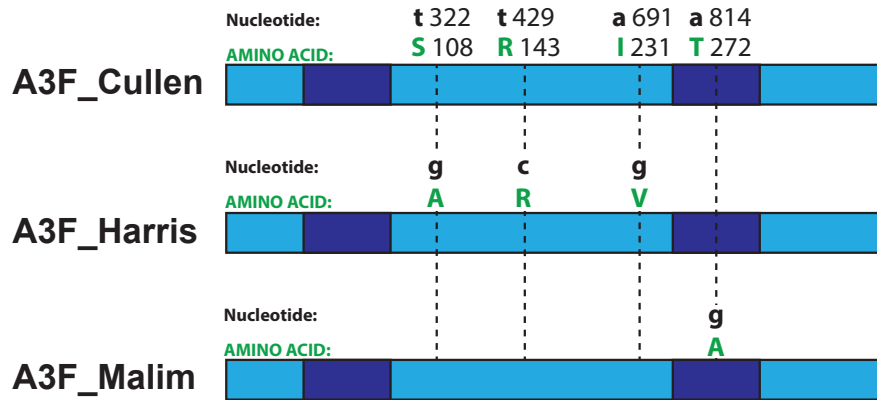 Nucleotide: t 322 t 429 a 691 a 814
AMINO ACID: S 108 R 143 I 231 T 272
A3F_Cullen
Nucleotide: g c g
AMINO ACID: A R V
A3F_Harris
Nucleotide: g
AMINO ACID: A
A3F_Malim